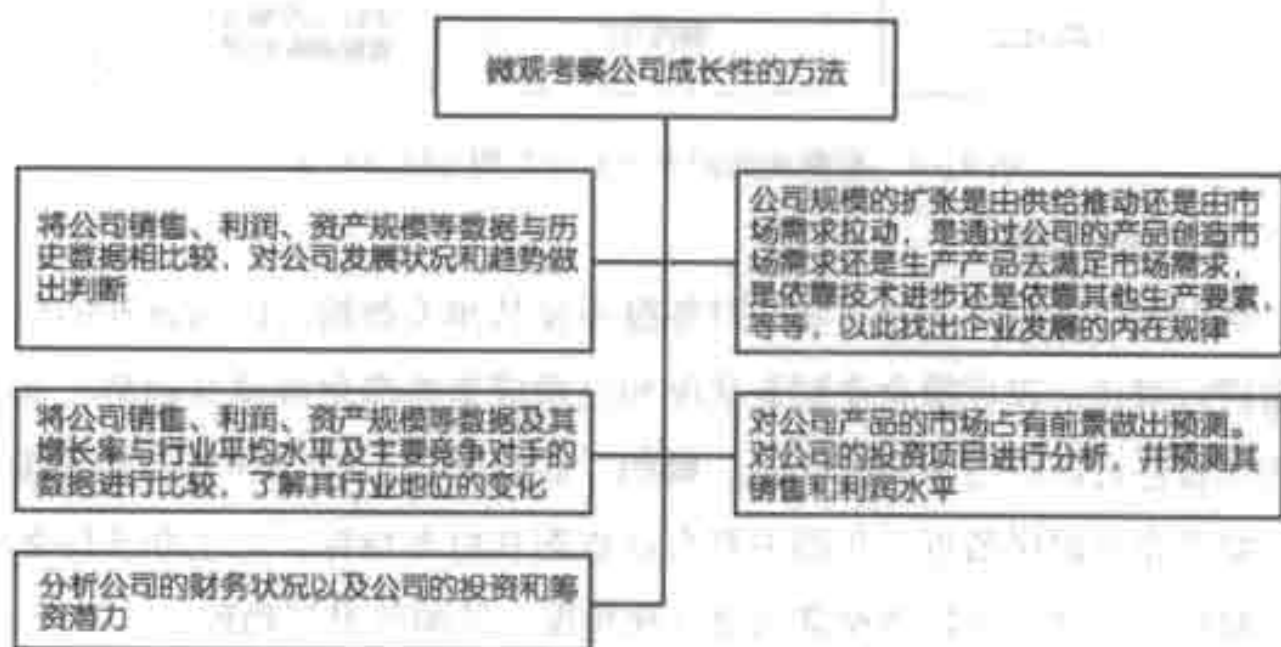 微观考察公司成长性的方法
将公司销售、利润、资产规模等数据与历
史数据相比较，对公司发展状况和趋势做
出判断
公司规模的扩张是由供给推动还是由市
场需求拉动，是通过公司的产品创造市
场需求还是生产产品去满足市场需求，
是依靠技术进步还是依靠其他生产要素，
等等，以此找出企业发展的内在规律
将公司销售、利润、资产规模等数据及其
增长率与行业平均水平及主要竞争对手的
数据进行比较，了解其行业地位的变化
对公司产品的市场占有前景做出预测。
对公司的投资项目进行分析，并预测其
销售和利润水平
分析公司的财务状况以及公司的投资和筹
资潜力